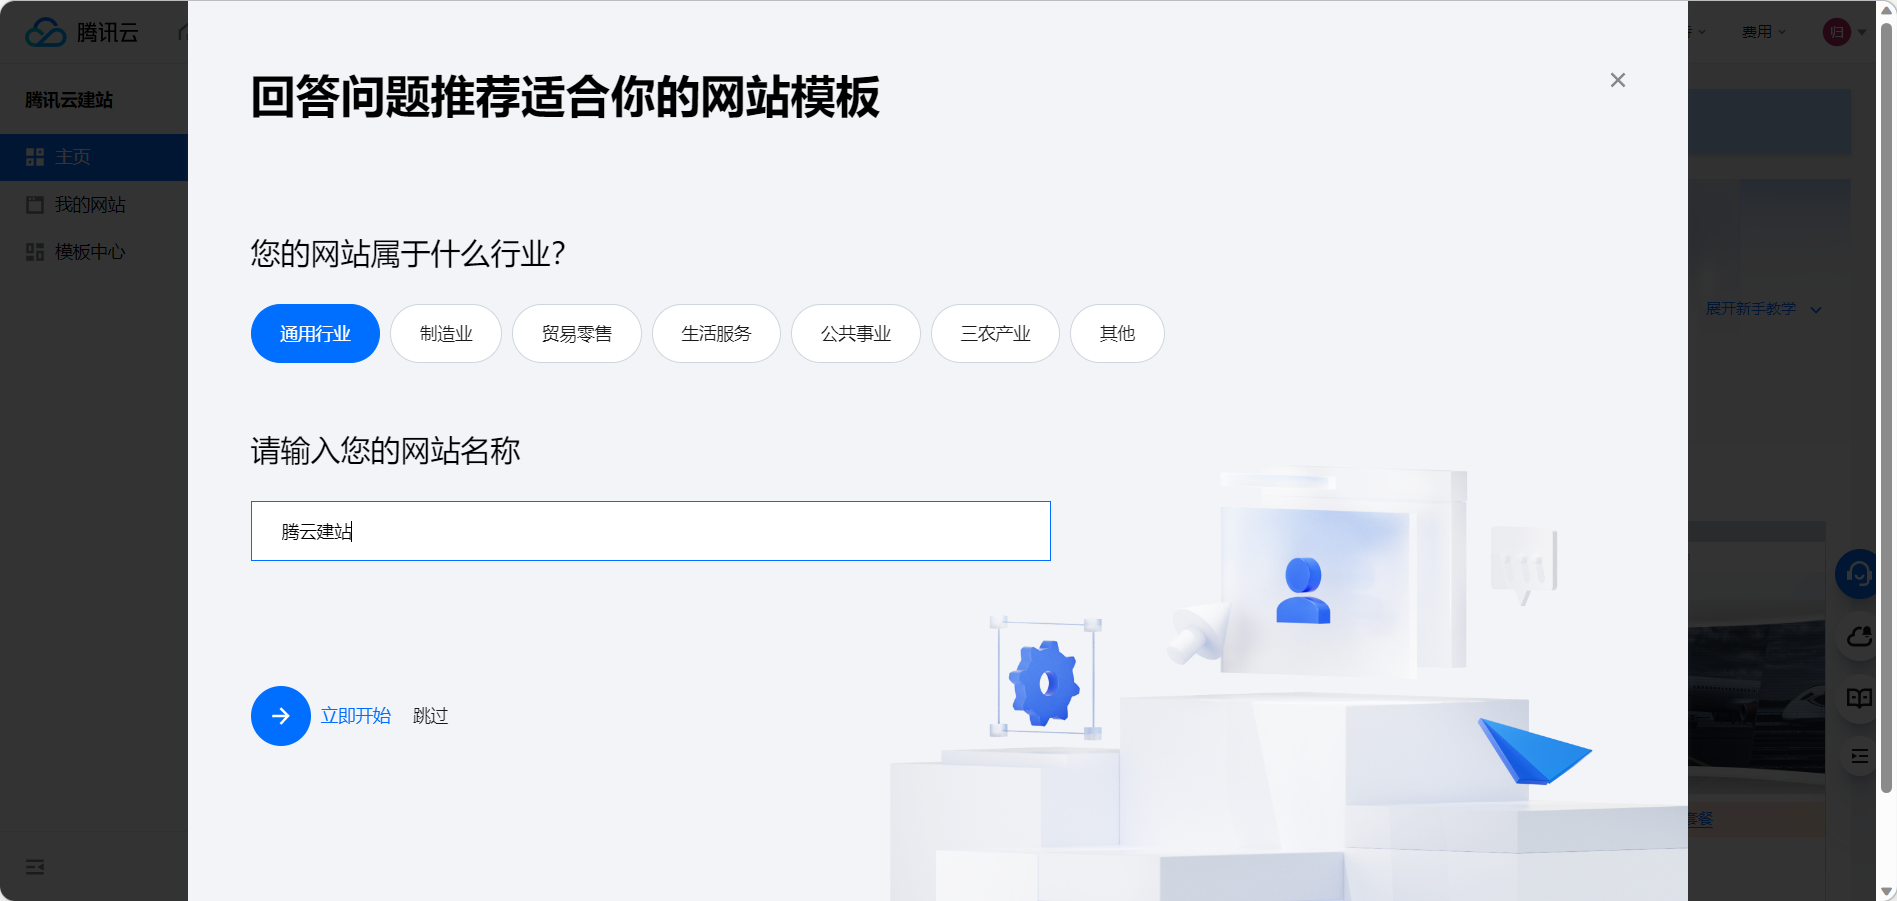 腾讯云
费用
归
腾讯云建站
回答问题推荐适合你的网站模板
主页
我的网站
模板中心
您的网站属于什么行业?
展开新手教学
通用行业
制造业
贸易零售
生活服务
公共事业
三农产业
其他
请输入您的网站名称
腾云建站
立即开始
跳过
套餐